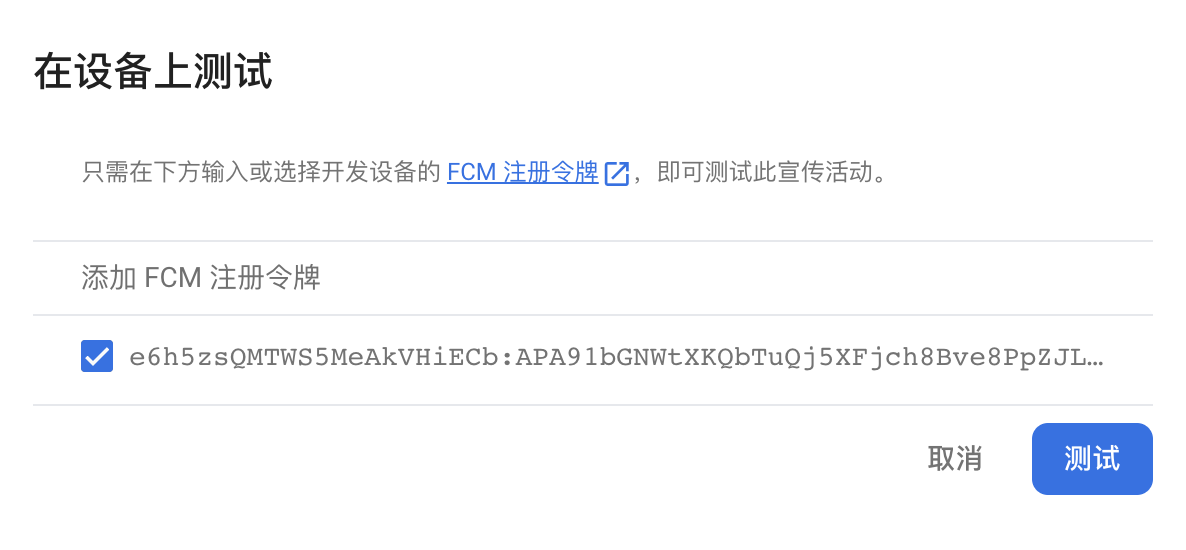 在设备上测试
只需在下方输入或选择开发设备的 FCM 注册令牌，即可测试此宣传活动。
添加 FCM 注册令牌
e6h5zsQMTWS5MeAkVHiECb:APA91bGNWtXKQbTuQj5XFjch8Bve8PpZJL…
取消
测试